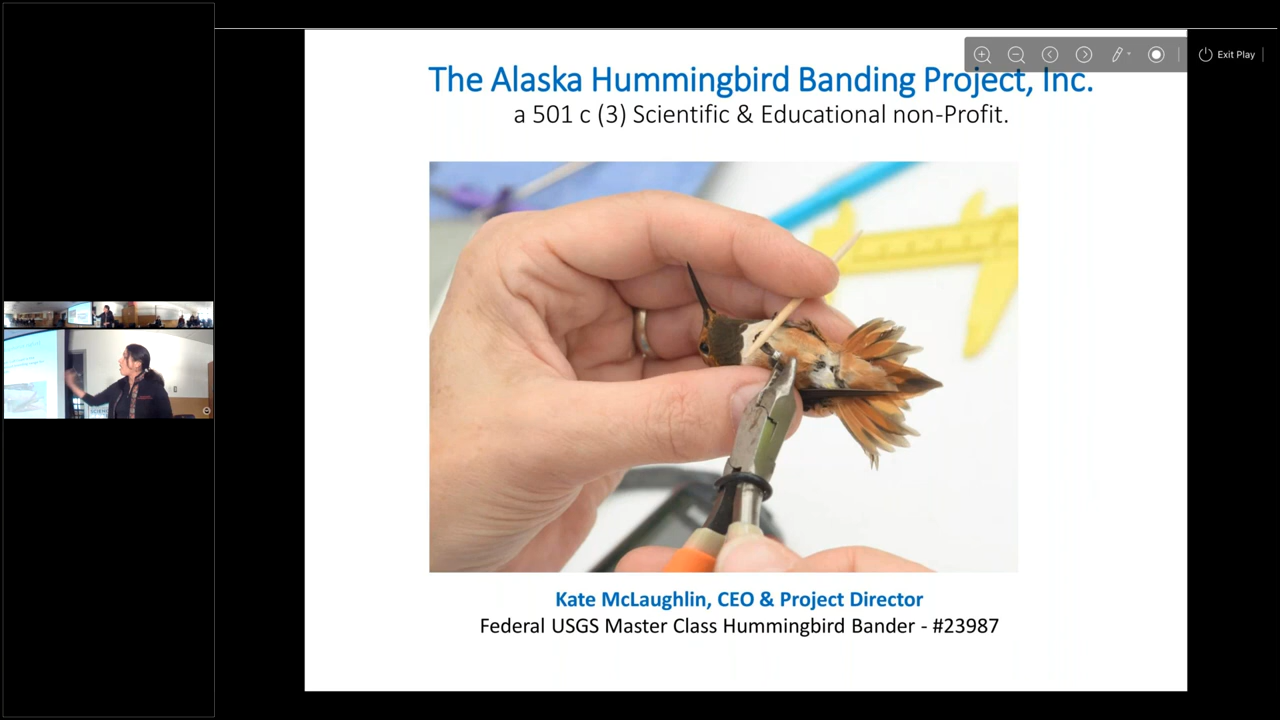 Exit Play
The Alaska Hummingbird Banding Project, Inc.
a 501 c (3) Scientific & Educational non-Profit.
Kate McLaughlin, CEO & Project Director
Federal USGS Master Class Hummingbird Bander - #23987